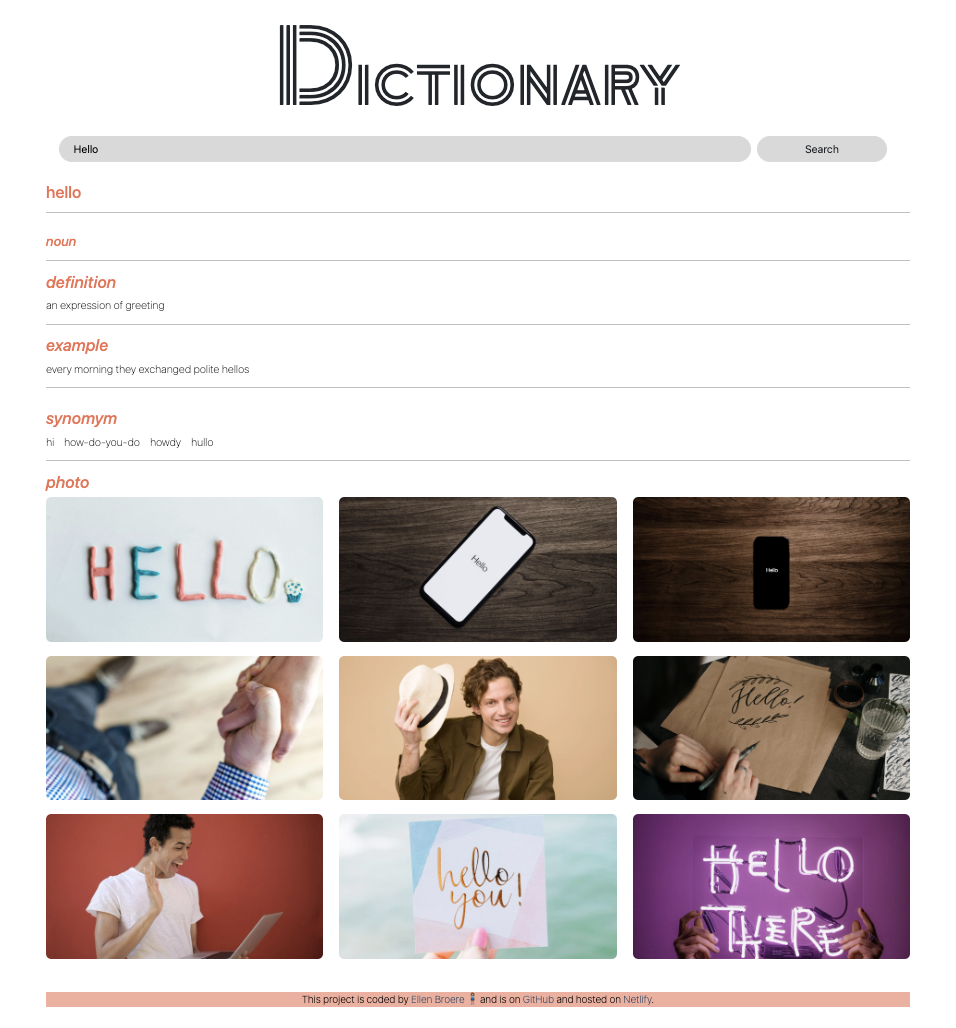 Dictionary
Hello
Search
hello
noun
definition
an expression of greeting
example
every morning they exchanged polite hellos
synomym
hi how-do-you-do howdy hullo
photo
HELLO
Hello
Hello
Hello!
hello
you!
HELLO
THERE
This project is coded by Ellen Broere and is on GitHub and hosted on Netlify.